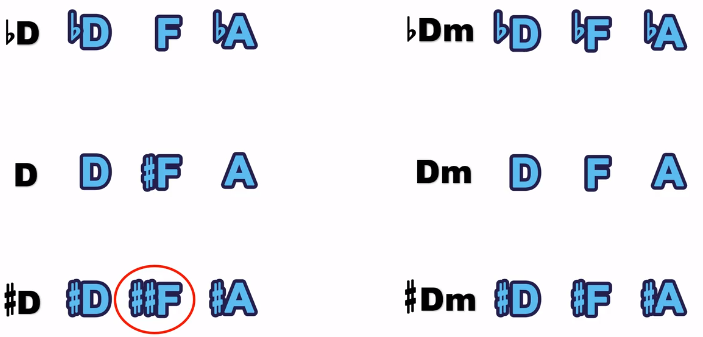 ♭D ♭D F ♭A ♭Dm ♭D ♭F ♭A
D D ♯F A Dm D F A
♯D ♯D ♯♯F ♯A ♯Dm ♯D ♯F ♯A